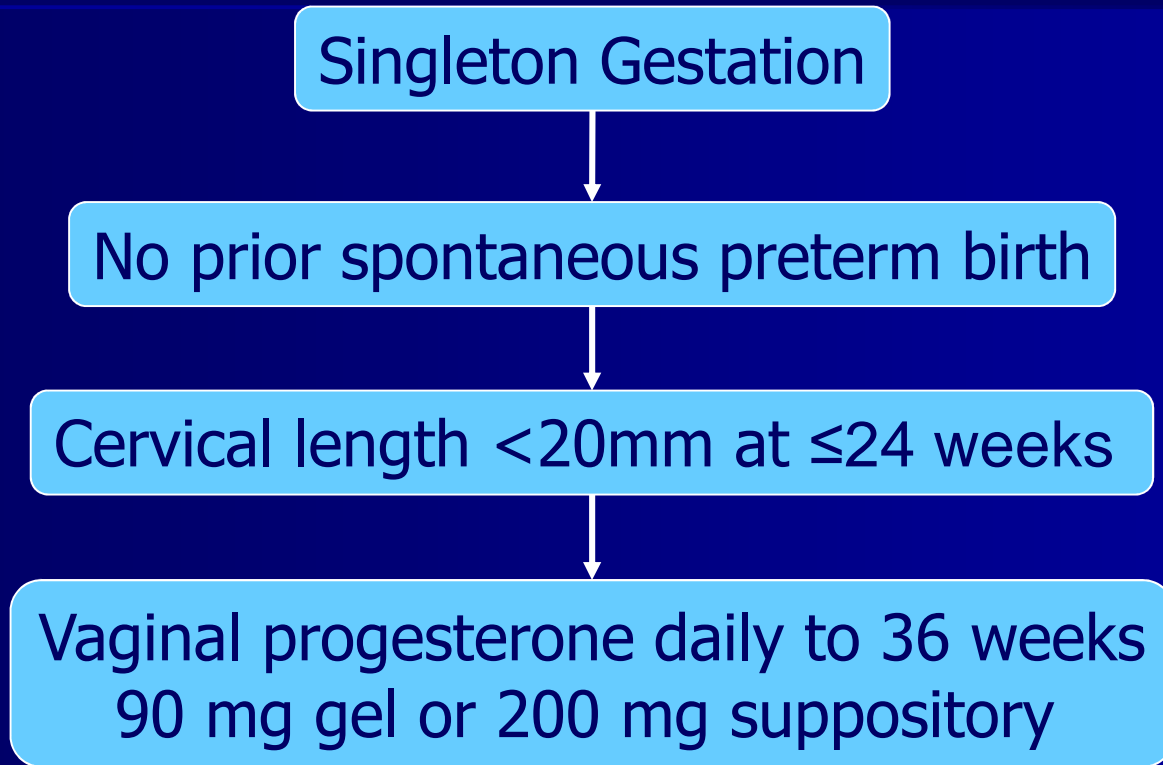 Singleton Gestation
No prior spontaneous preterm birth
Cervical length <20mm at ≤24 weeks
Vaginal progesterone daily to 36 weeks
90 mg gel or 200 mg suppository